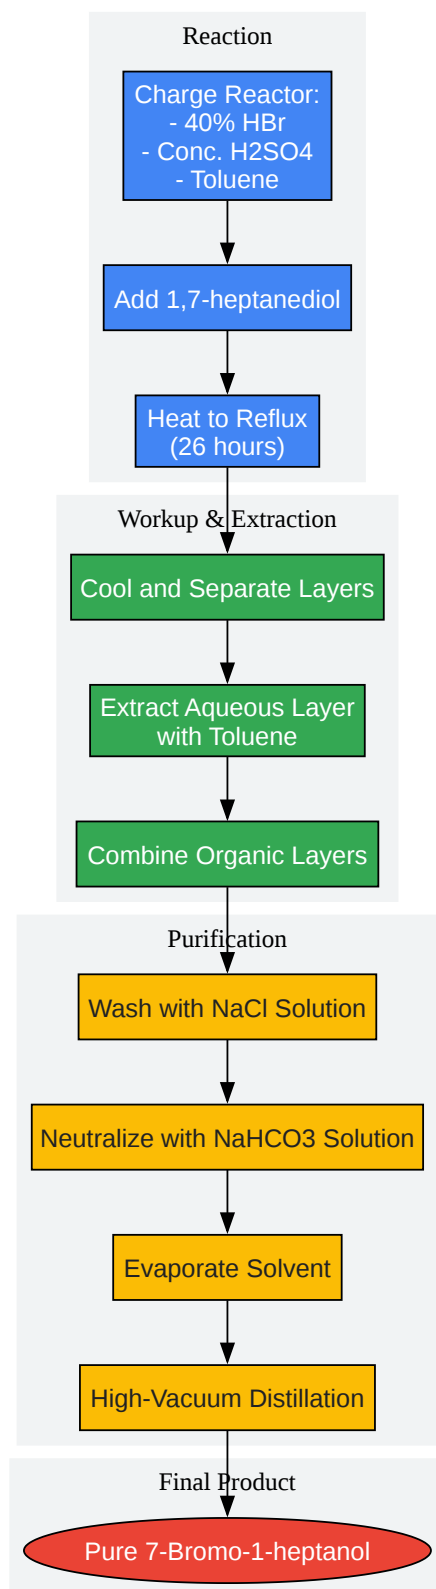 Reaction
Charge Reactor:
- 40% HBr
- Conc. H2SO4
- Toluene
Add 1,7-heptanediol
Heat to Reflux
(26 hours)
Workup & Extraction
Cool and Separate Layers
Extract Aqueous Layer
with Toluene
Combine Organic Layers
Purification
Wash with NaCl Solution
Neutralize with NaHCO3 Solution
Evaporate Solvent
High-Vacuum Distillation
Final Product
Pure 7-Bromo-1-heptanol